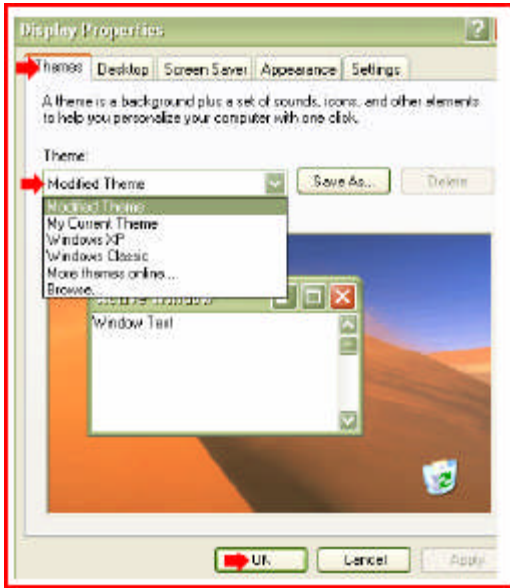 Display Properties
Themes Desktop Screen Saver Appearance Settings
A theme is a background plus a set of sounds, icons, and other elements
to help you personalize your computer with one click.
Theme:
Modified Theme Save As... Delete
Modified Theme
My Current Theme
Windows XP
Windows Classic
More themes online...
Browse...
Window Text
OK Cancel Apply